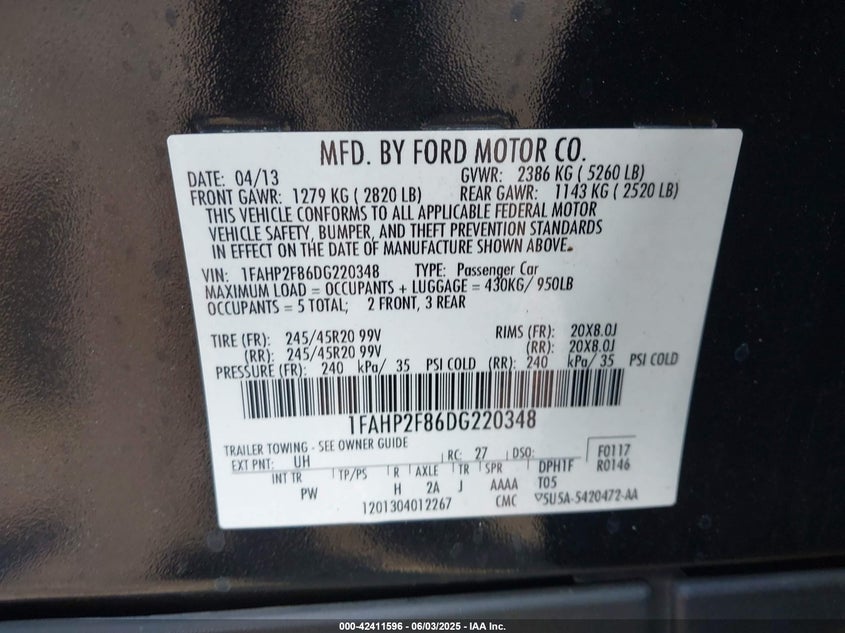 MFD. BY FORD MOTOR CO.
DATE: 04/13 GVWR: 2386 KG ( 5260 LB)
FRONT GAWR: 1279 KG ( 2820 LB) REAR GAWR: 1143 KG ( 2520 LB)
THIS VEHICLE CONFORMS TO ALL APPLICABLE FEDERAL MOTOR
VEHICLE SAFETY, BUMPER, AND THEFT PREVENTION STANDARDS
IN EFFECT ON THE DATE OF MANUFACTURE SHOWN ABOVE.
VIN: 1FAHP2F86DG220348 TYPE: Passenger Car
MAXIMUM LOAD = OCCUPANTS + LUGGAGE = 430KG/ 950LB
OCCUPANTS = 5 TOTAL; 2 FRONT, 3 REAR
TIRE (FR): 245/45R20 99V RIMS (FR): 20X8.0J
(RR): 245/45R20 99V (RR): 20X8.0J
PRESSURE (FR): 240 kPa/ 35 PSI COLD (RR): 240 kPa/ 35 PSI COLD
1FAHP2F86DG220348
TRAILER TOWING - SEE OWNER GUIDE
EXT PNT: UH RC: 27 DSO: F0117
INT TR TP/PS R AXLE TR SPR DPH1F R0146
PW H 2A J AAAA T05
1201304012267 CMC 5U5A-5420472-AA
000-42411596 - 06/03/2025 - IAA Inc.